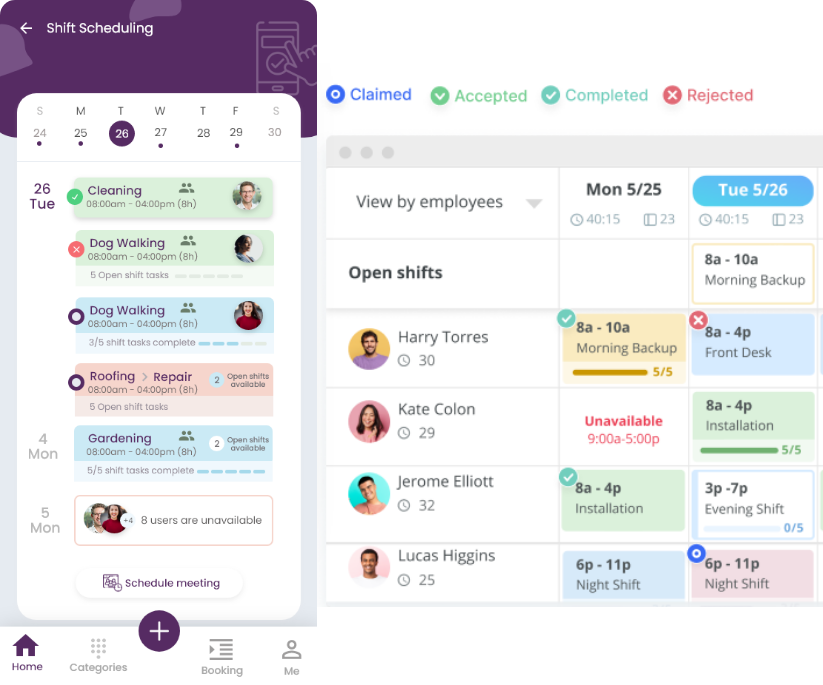 Shift Scheduling
S M T W T F S
24 25 26 27 28 29 30
26
Tue
Cleaning
08:00am - 04:00pm (8h)
Dog Walking
08:00am - 04:00pm (8h)
5 Open shift tasks
Dog Walking
08:00am - 04:00pm (8h)
3/5 shift tasks complete
Roofing > Repair
08:00am - 04:00pm (8h)
2
Open shifts
available
5 Open shift tasks
4
Mon
Gardening
08:00am - 04:00pm (8h)
2
Open shifts
available
5/5 shift tasks complete
5
Mon
+4
8 users are unavailable
Schedule meeting
Home
Categories
Booking
Me
Claimed
Accepted
Completed
Rejected
View by employees
Mon 5/25
40:15 23
Tue 5/26
40:15 23
Open shifts
8a - 10a
Morning Backup
Harry Torres
30
8a - 10a
Morning Backup
5/5
8a - 4p
Front Desk
Kate Colon
29
Unavailable
9:00a-5:00p
8a - 4p
Installation
5/5
Jerome Elliott
32
8a - 4p
Installation
3p -7p
Evening Shift
0/5
Lucas Higgins
25
6p - 11p
Night Shift
6p - 11p
Night Shift